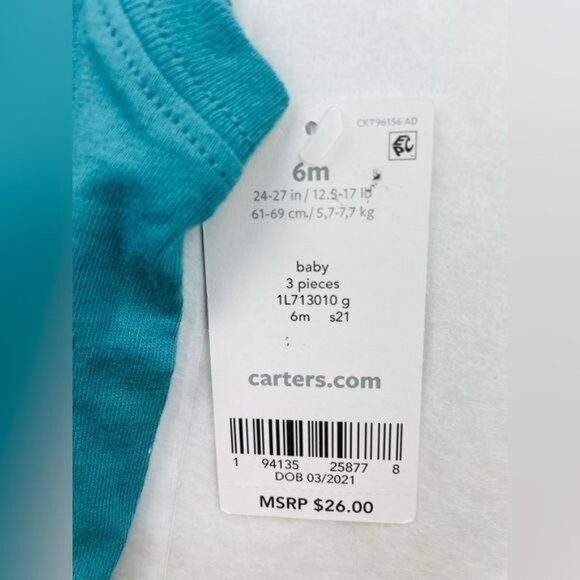 CKT96156 AD
6m
24-27 in / 12.5-17 lb
61-69 cm./ 5,7-7,7 kg
baby
3 pieces
1L713010 g
6m s21
carters.com
1 94135 25877 8
DOB 03/2021
MSRP $26.00